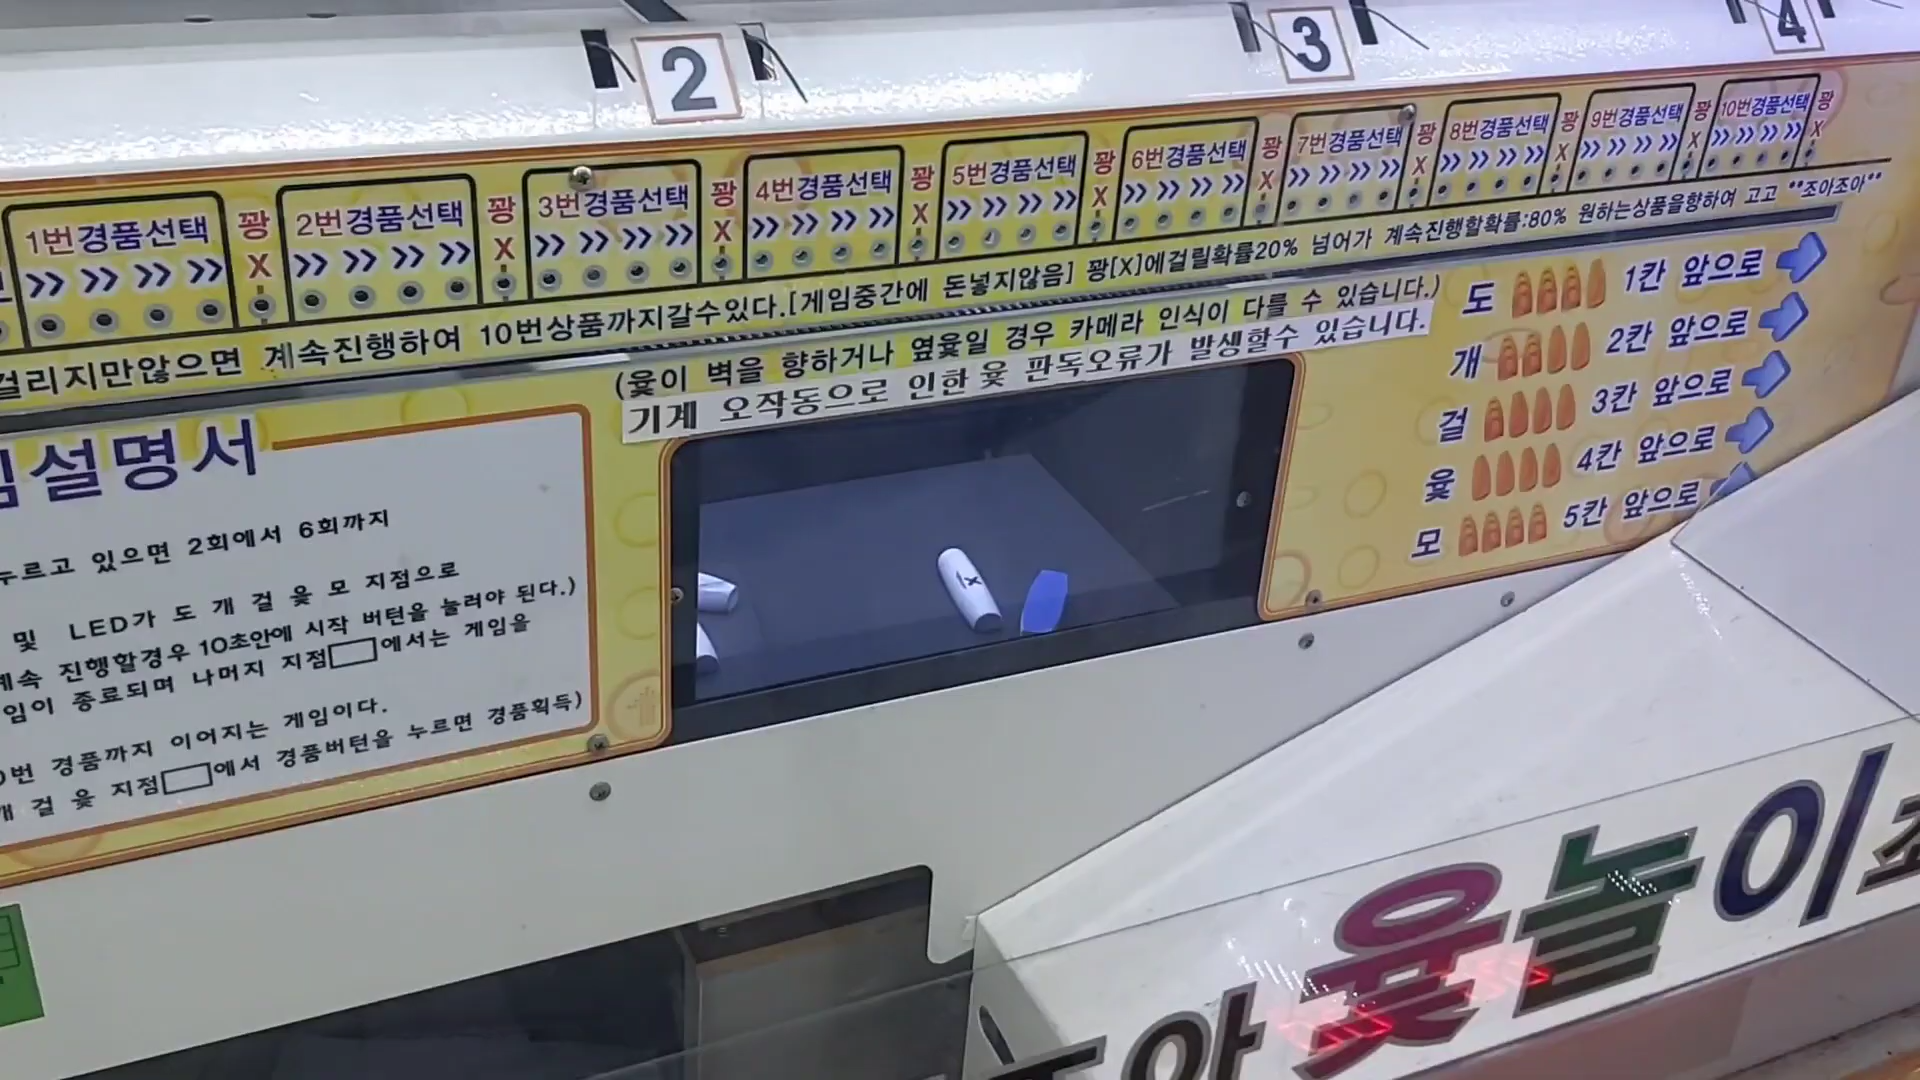 2
3
4
1번경품선택
꽝
X
2번경품선택
꽝
X
3번경품선택
꽝
X
4번경품선택
꽝
X
5번경품선택
꽝
X
6번경품선택
꽝
X
7번경품선택
꽝
X
8번경품선택
꽝
X
9번경품선택
꽝
X
10번경품선택
꽝
X
걸리지만않으면 계속진행하여 10번상품까지갈수있다.[게임중간에 돈넣지않음] 꽝[X]에걸릴확률20% 넘어가 계속진행할확률:80% 원하는상품을향하여 고고 "조아조아"
(윷이 벽을 향하거나 옆윷일 경우 카메라 인식이 다를 수 있습니다.)
기계 오작동으로 인한 윷 판독오류가 발생할수 있습니다.
도 1칸 앞으로
개 2칸 앞으로
걸 3칸 앞으로
윷 4칸 앞으로
모 5칸 앞으로
설명서
누르고 있으면 2회에서 6회까지
및 LED가 도 개 걸 윷 모 지점으로
계속 진행할경우 10초안에 시작 버턴을 눌러야 된다.)
임이 종료되며 나머지 지점 에서는 게임을
0번 경품까지 이어지는 게임이다.
개 걸 윷 지점 에서 경품버턴을 누르면 경품획득)
아 윷놀이